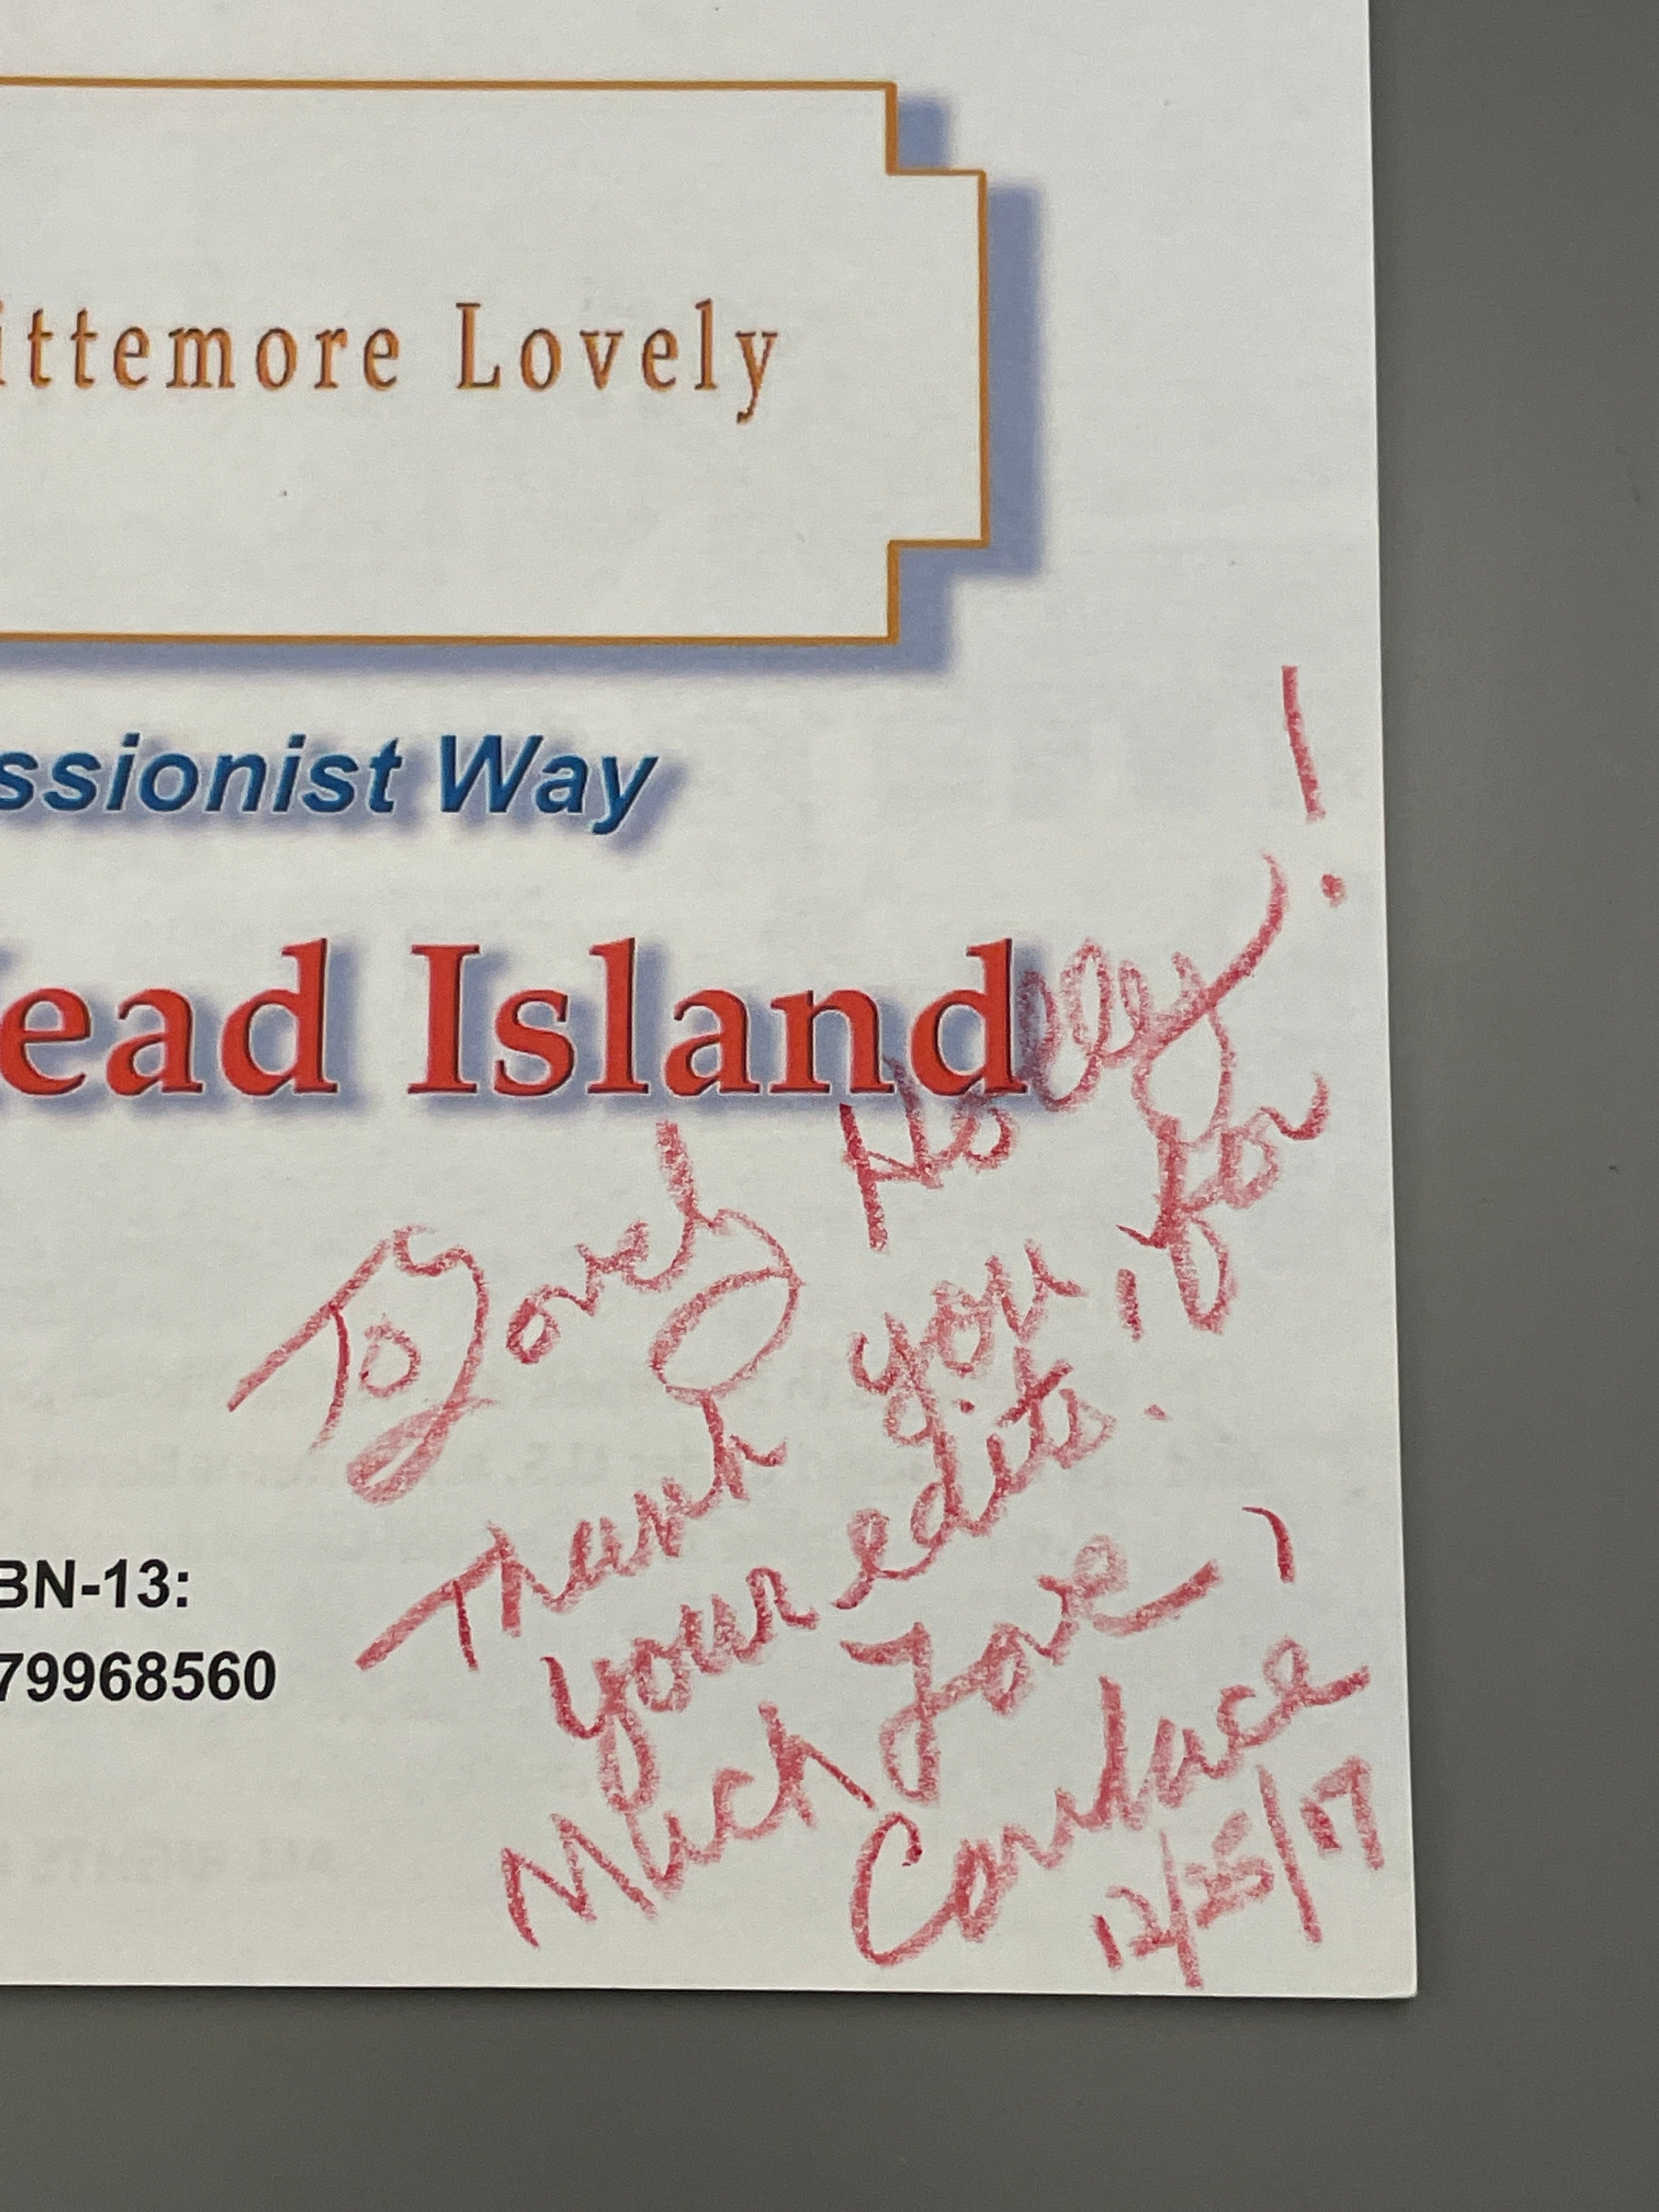 ittemore Lovely
ssionist Way
ead Island
To Lovely Holley!
Thank you for
your edits!
Much Love,
Candace
12/25/17
BN-13:
79968560